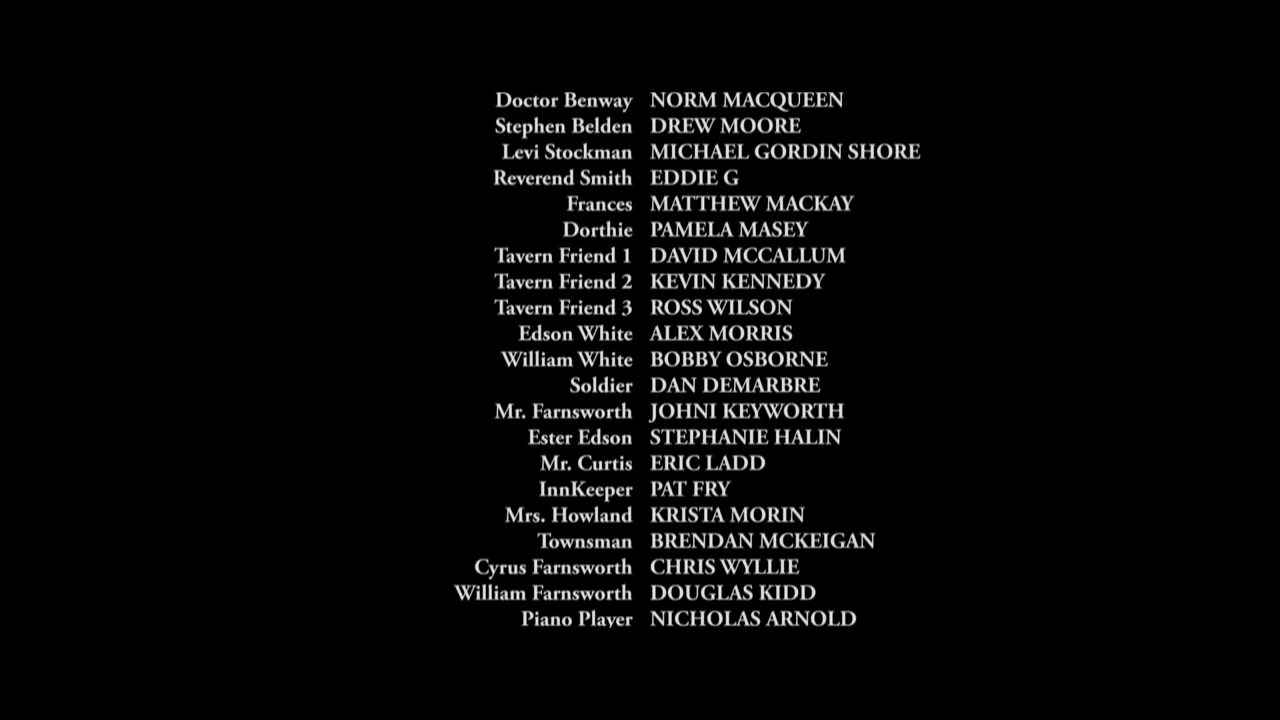 Doctor Benway NORM MACQUEEN
Stephen Belden DREW MOORE
Levi Stockman MICHAEL GORDIN SHORE
Reverend Smith EDDIE G
Frances MATTHEW MACKAY
Dorthie PAMELA MASEY
Tavern Friend 1 DAVID MCCALLUM
Tavern Friend 2 KEVIN KENNEDY
Tavern Friend 3 ROSS WILSON
Edson White ALEX MORRIS
William White BOBBY OSBORNE
Soldier DAN DEMARBRE
Mr. Farnsworth JOHNI KEYWORTH
Ester Edson STEPHANIE HALIN
Mr. Curtis ERIC LADD
InnKeeper PAT FRY
Mrs. Howland KRISTA MORIN
Townsman BRENDAN MCKEIGAN
Cyrus Farnsworth CHRIS WYLLIE
William Farnsworth DOUGLAS KIDD
Piano Player NICHOLAS ARNOLD